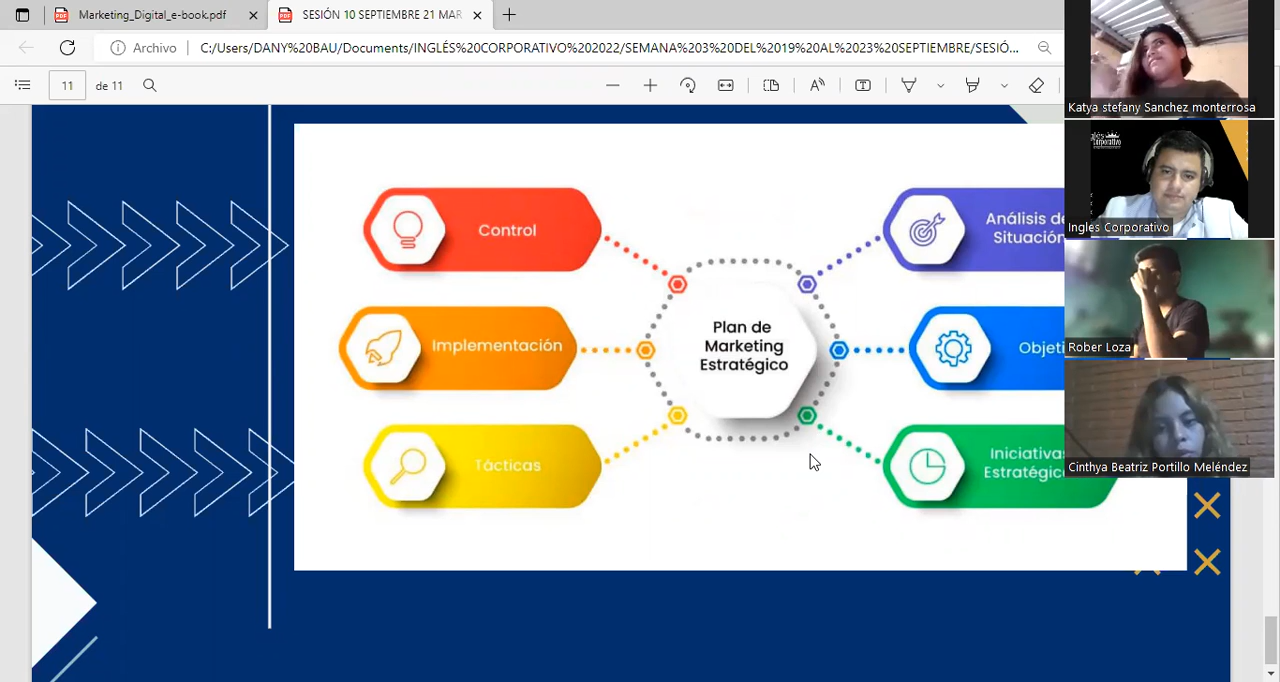 Marketing_Digital_e-book.pdf
SESIÓN 10 SEPTIEMBRE 21 MAR
Archivo
C:/Users/DANY%20BAU/Documents/INGLÉS%20CORPORATIVO%202022/SEMANA%203%20DEL%2019%20AL%2023%20SEPTIEMBRE/SESIÓ...
11
de 11
Katya stefany Sanchez monterrosa
Inglés Corporativo
Rober Loza
Cinthya Beatriz Portillo Meléndez
Control
Implementación
Tácticas
Plan de
Marketing
Estratégico
Análisis de
Situación
Objeti
Iniciativas
Estratégic